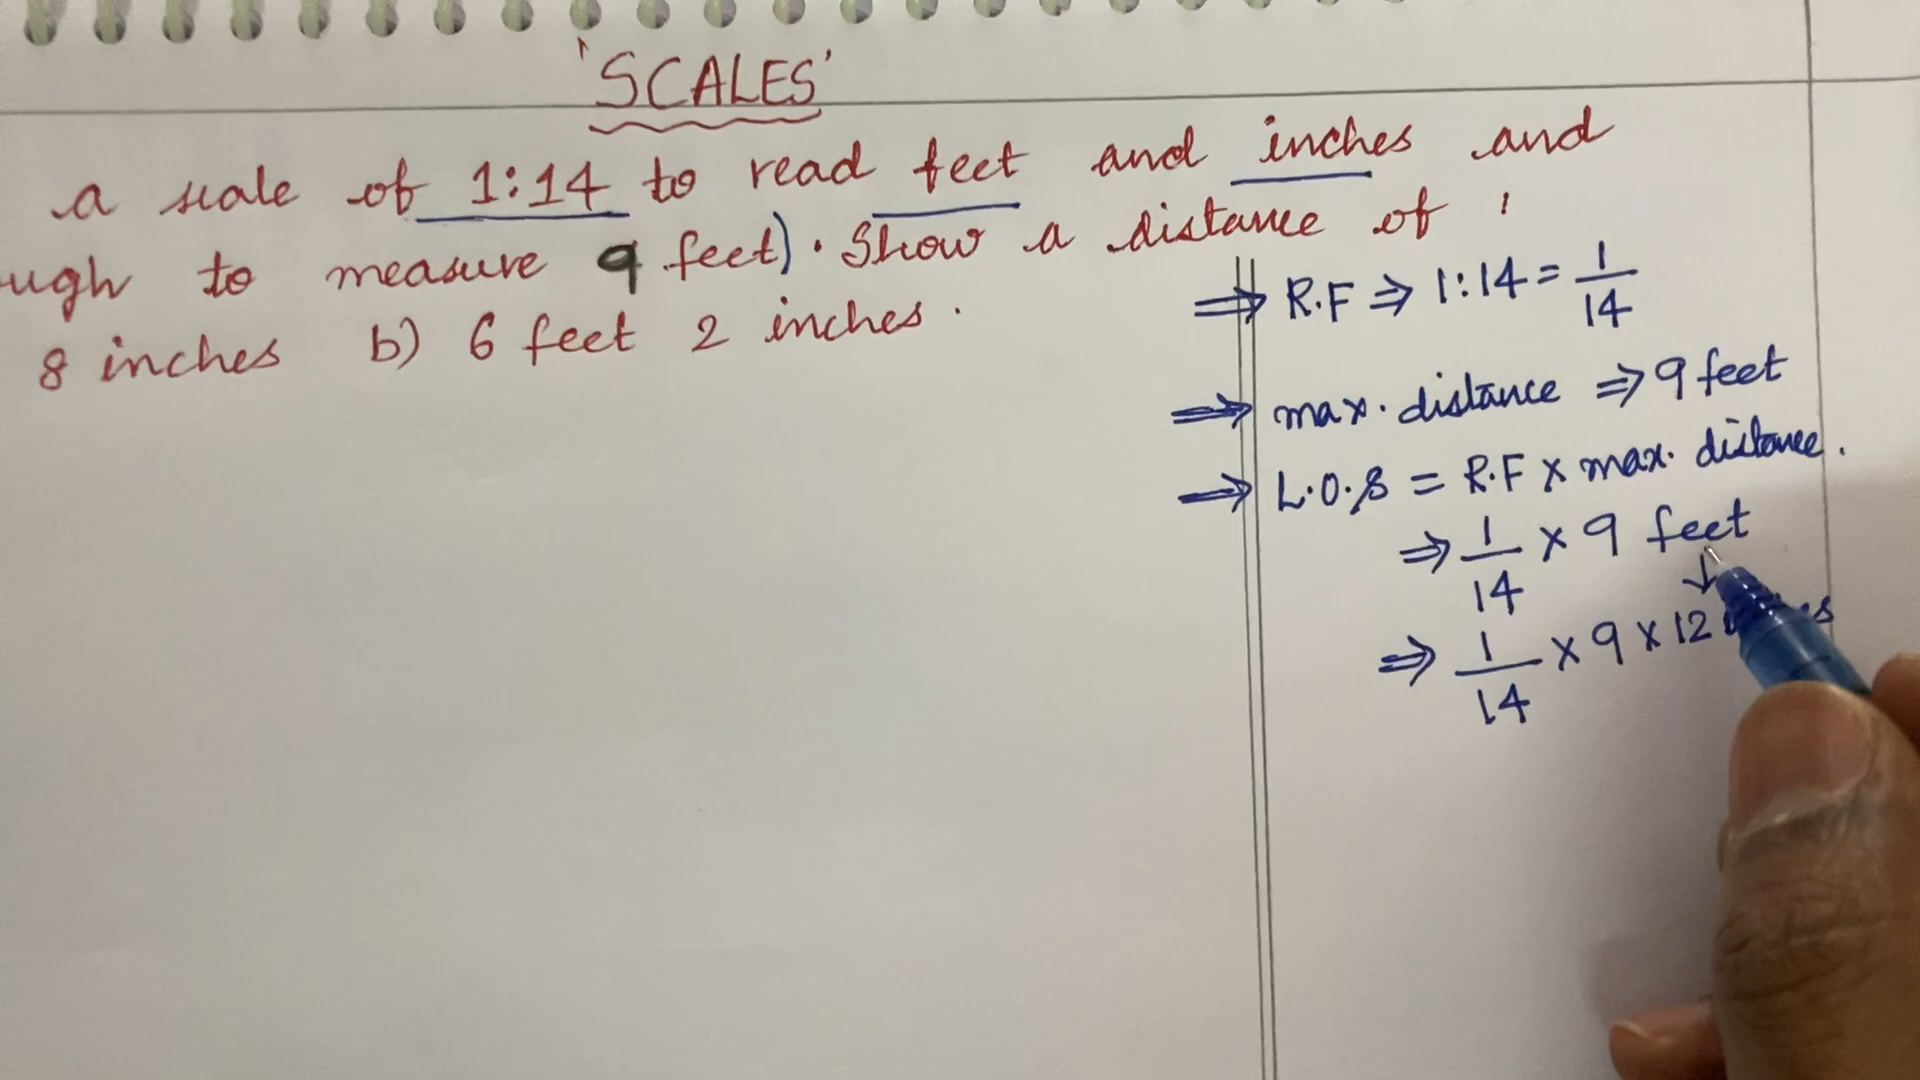 'SCALES'
a scale of 1:14 to read feet and inches and
ugh to measure 9 feet). Show a distance of
8 inches b) 6 feet 2 inches.
⇒ R.F ⇒ 1:14 = 1/14
⇒ max. distance ⇒ 9 feet
⇒ L.O.S = R.F × max. distance.
⇒ 1/14 × 9 feet
↓
⇒ 1/14 × 9 × 12